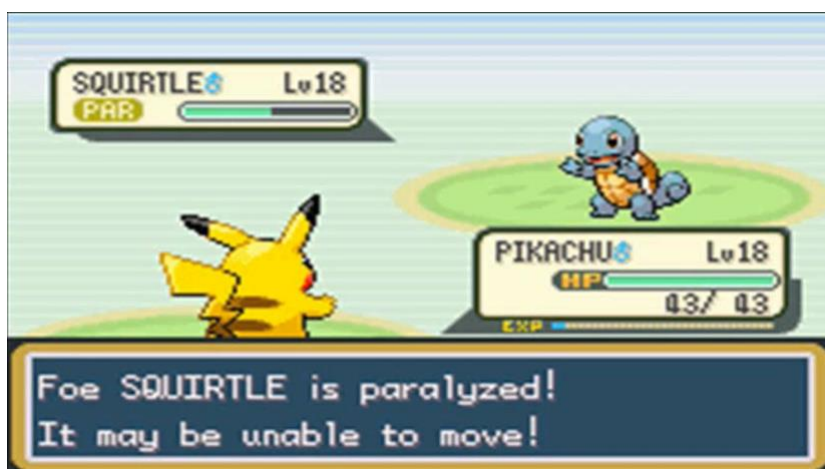 SQUIRTLE♂ Lv18
PAR
PIKACHU♂ Lv18
HP
43/ 43
EXP
Foe SQUIRTLE is paralyzed!
It may be unable to move!